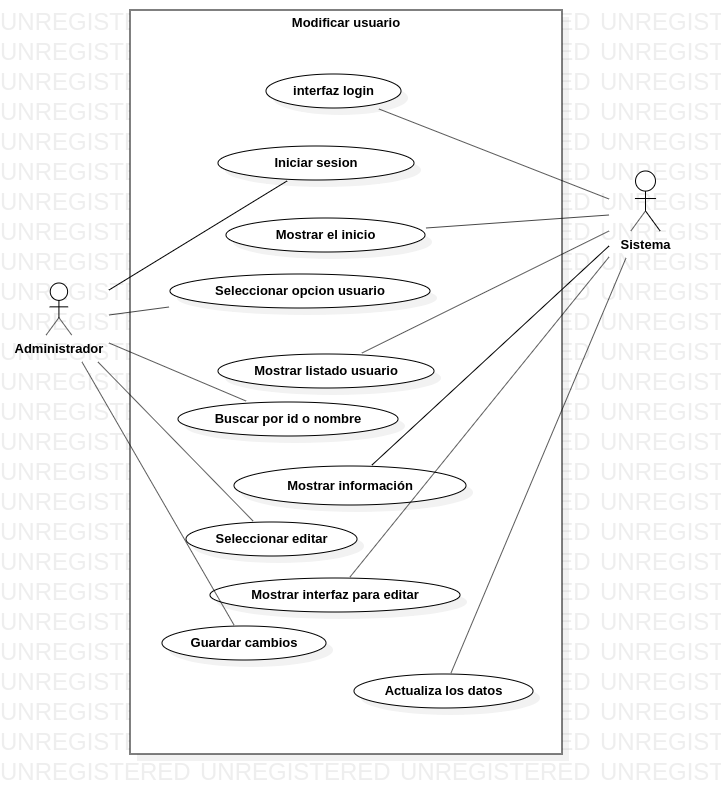 Modificar usuario
interfaz login
Iniciar sesion
Mostrar el inicio
Sistema
Seleccionar opcion usuario
Administrador
Mostrar listado usuario
Buscar por id o nombre
Mostrar información
Seleccionar editar
Mostrar interfaz para editar
Guardar cambios
Actualiza los datos
UNREGISTERED UNREGISTERED UNREGISTERED UNREGIST